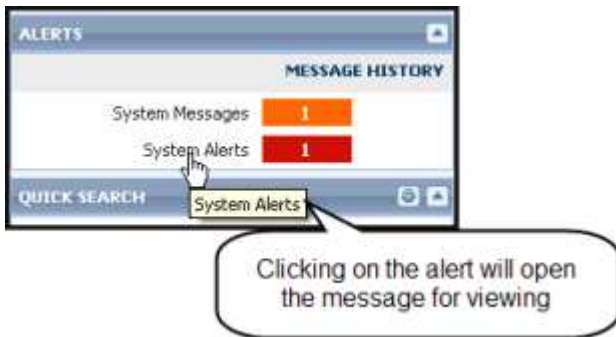 ALERTS
MESSAGE HISTORY
System Messages 1
System Alerts 1
QUICK SEARCH
System Alerts
Clicking on the alert will open
the message for viewing